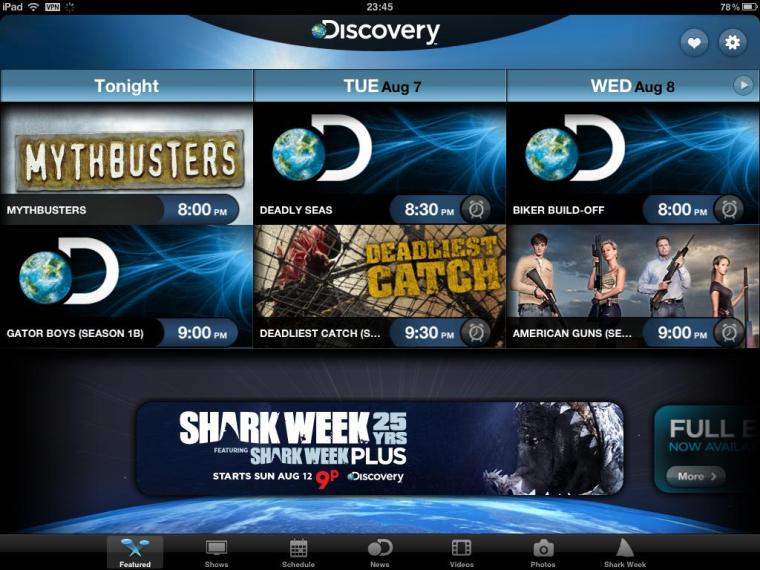 iPad VPN 23:45 78%
Discovery
Tonight TUE Aug 7 WED Aug 8
MYTHBUSTERS
MYTHBUSTERS 8:00 PM
DEADLY SEAS 8:30 PM
BIKER BUILD-OFF 8:00 PM
DEADLIEST
CATCH
GATOR BOYS (SEASON 1B) 9:00 PM
DEADLIEST CATCH (S... 9:30 PM
AMERICAN GUNS (SE... 9:00 PM
SHARK WEEK 25 YRS
FEATURING SHARK WEEK PLUS
STARTS SUN AUG 12 9P Discovery
FULL
NOW
More
Featured Shows Schedule News Videos Photos Shark Week